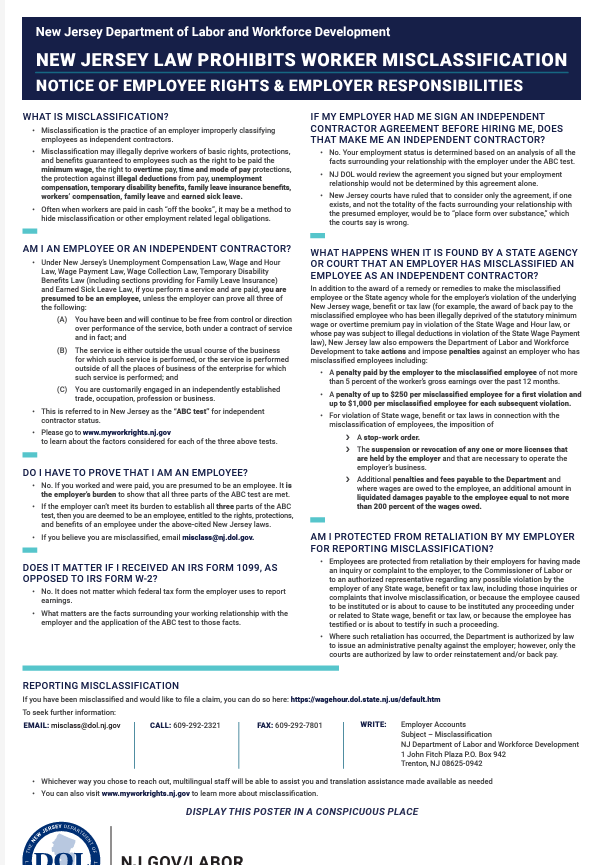 New Jersey Department of Labor and Workforce Development
NEW JERSEY LAW PROHIBITS WORKER MISCLASSIFICATION
NOTICE OF EMPLOYEE RIGHTS & EMPLOYER RESPONSIBILITIES
WHAT IS MISCLASSIFICATION?
• Misclassification is the practice of an employer improperly classifying
employees as independent contractors.
• Misclassification may illegally deprive workers of basic rights, protections,
and benefits guaranteed to employees such as the right to be paid the
minimum wage, the right to overtime pay, time and mode of pay protections,
the protection against illegal deductions from pay, unemployment
compensation, temporary disability benefits, family leave insurance benefits,
workers' compensation, family leave and earned sick leave.
• Often when workers are paid in cash “off the books”, it may be a method to
hide misclassification or other employment related legal obligations.
AM I AN EMPLOYEE OR AN INDEPENDENT CONTRACTOR?
• Under New Jersey's Unemployment Compensation Law, Wage and Hour
Law, Wage Payment Law, Wage Collection Law, Temporary Disability
Benefits Law (including sections providing for Family Leave Insurance)
and Earned Sick Leave Law, if you perform a service and are paid, you are
presumed to be an employee, unless the employer can prove all three of
the following:
(A) You have been and will continue to be free from control or direction
over performance of the service, both under a contract of service
and in fact; and
(B) The service is either outside the usual course of the business
for which such service is performed, or the service is performed
outside of all the places of business of the enterprise for which
such service is performed; and
(C) You are customarily engaged in an independently established
trade, occupation, profession or business.
• This is referred to in New Jersey as the “ABC test” for independent
contractor status.
• Please go to www.myworkrights.nj.gov
to learn about the factors considered for each of the three above tests.
DO I HAVE TO PROVE THAT I AM AN EMPLOYEE?
• No. If you worked and were paid, you are presumed to be an employee. It is
the employer's burden to show that all three parts of the ABC test are met.
• If the employer can't meet its burden to establish all three parts of the ABC
test, then you are deemed to be an employee, entitled to the rights, protections,
and benefits of an employee under the above-cited New Jersey laws.
• If you believe you are misclassified, email misclass@nj.dol.gov.
DOES IT MATTER IF I RECEIVED AN IRS FORM 1099, AS
OPPOSED TO IRS FORM W-2?
• No. It does not matter which federal tax form the employer uses to report
earnings.
• What matters are the facts surrounding your working relationship with the
employer and the application of the ABC test to those facts.
IF MY EMPLOYER HAD ME SIGN AN INDEPENDENT
CONTRACTOR AGREEMENT BEFORE HIRING ME, DOES
THAT MAKE ME AN INDEPENDENT CONTRACTOR?
• No. Your employment status is determined based on an analysis of all the
facts surrounding your relationship with the employer under the ABC test.
• NJ DOL would review the agreement you signed but your employment
relationship would not be determined by this agreement alone.
• New Jersey courts have ruled that to consider only the agreement, if one
exists, and not the totality of the facts surrounding your relationship with
the presumed employer, would be to “place form over substance,” which
the courts say is wrong.
WHAT HAPPENS WHEN IT IS FOUND BY A STATE AGENCY
OR COURT THAT AN EMPLOYER HAS MISCLASSIFIED AN
EMPLOYEE AS AN INDEPENDENT CONTRACTOR?
In addition to the award of a remedy or remedies to make the misclassified
employee or the State agency whole for the employer's violation of the underlying
New Jersey wage, benefit or tax law (for example, the award of back pay to the
misclassified employee who has been illegally deprived of the statutory minimum
wage or overtime premium pay in violation of the State Wage and Hour law, or
whose pay was subject to illegal deductions in violation of the State Wage Payment
law), New Jersey law also empowers the Department of Labor and Workforce
Development to take actions and impose penalties against an employer who has
misclassified employees including:
• A penalty paid by the employer to the misclassified employee of not more
than 5 percent of the worker's gross earnings over the past 12 months.
• A penalty of up to $250 per misclassified employee for a first violation and
up to $1,000 per misclassified employee for each subsequent violation.
• For violation of State wage, benefit or tax laws in connection with the
misclassification of employees, the imposition of
❯ A stop-work order.
❯ The suspension or revocation of any one or more licenses that
are held by the employer and that are necessary to operate the
employer's business.
❯ Additional penalties and fees payable to the Department and
where wages are owed to the employee, an additional amount in
liquidated damages payable to the employee equal to not more
than 200 percent of the wages owed.
AM I PROTECTED FROM RETALIATION BY MY EMPLOYER
FOR REPORTING MISCLASSIFICATION?
• Employees are protected from retaliation by their employers for having made
an inquiry or complaint to the employer, to the Commissioner of Labor or
to an authorized representative regarding any possible violation by the
employer of any State wage, benefit or tax law, including those inquiries or
complaints that involve misclassification, or because the employee caused
to be instituted or is about to cause to be instituted any proceeding under
or related to State wage, benefit or tax law, or because the employee has
testified or is about to testify in such a proceeding.
• Where such retaliation has occurred, the Department is authorized by law
to issue an administrative penalty against the employer; however/and, only
the courts are authorized by law to order reinstatement and/or back pay.
REPORTING MISCLASSIFICATION
If you have been misclassified and would like to file a claim, you can do so here: https://wagehour.dol.state.nj.us/default.htm
To seek further information:
EMAIL: misclass@dol.nj.gov
CALL: 609-292-2321
FAX: 609-292-7801
WRITE: Employer Accounts
Subject – Misclassification
NJ Department of Labor and Workforce Development
1 John Fitch Plaza P.O. Box 942
Trenton, NJ 08625-0942
• Whichever way you chose to reach out, multilingual staff will be able to assist you and translation assistance made available as needed
• You can also visit www.myworkrights.nj.gov to learn more about misclassification.
DISPLAY THIS POSTER IN A CONSPICUOUS PLACE
THE NEW JERSEY DEPARTMENT OF
DOL
NJ.GOV/LABOR